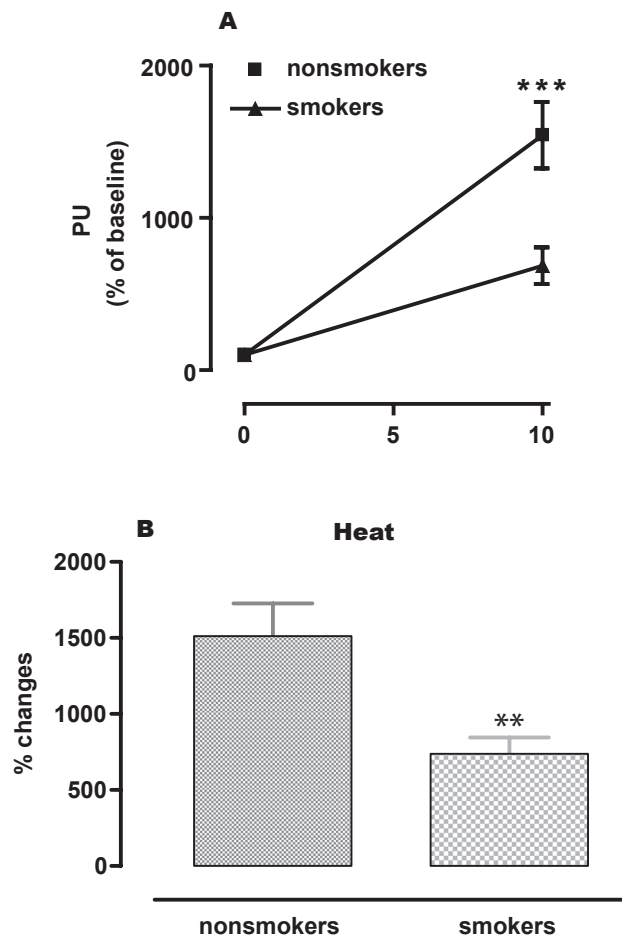 A
2000
nonsmokers
***
smokers
PU
(% of baseline)
1000
0
0 5 10
B Heat
2000
1500
**
% changes
1000
500
0
nonsmokers smokers